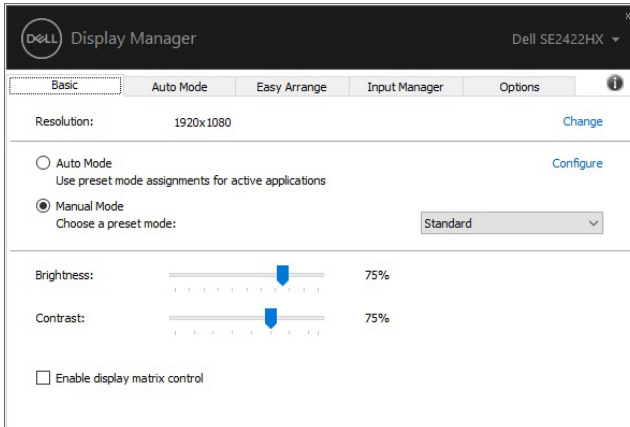 DELL Display Manager
Dell SE2422HX
Basic Auto Mode Easy Arrange Input Manager Options
Resolution: 1920x1080 Change
Auto Mode Configure
Use preset mode assignments for active applications
Manual Mode
Choose a preset mode: Standard
Brightness: 75%
Contrast: 75%
Enable display matrix control